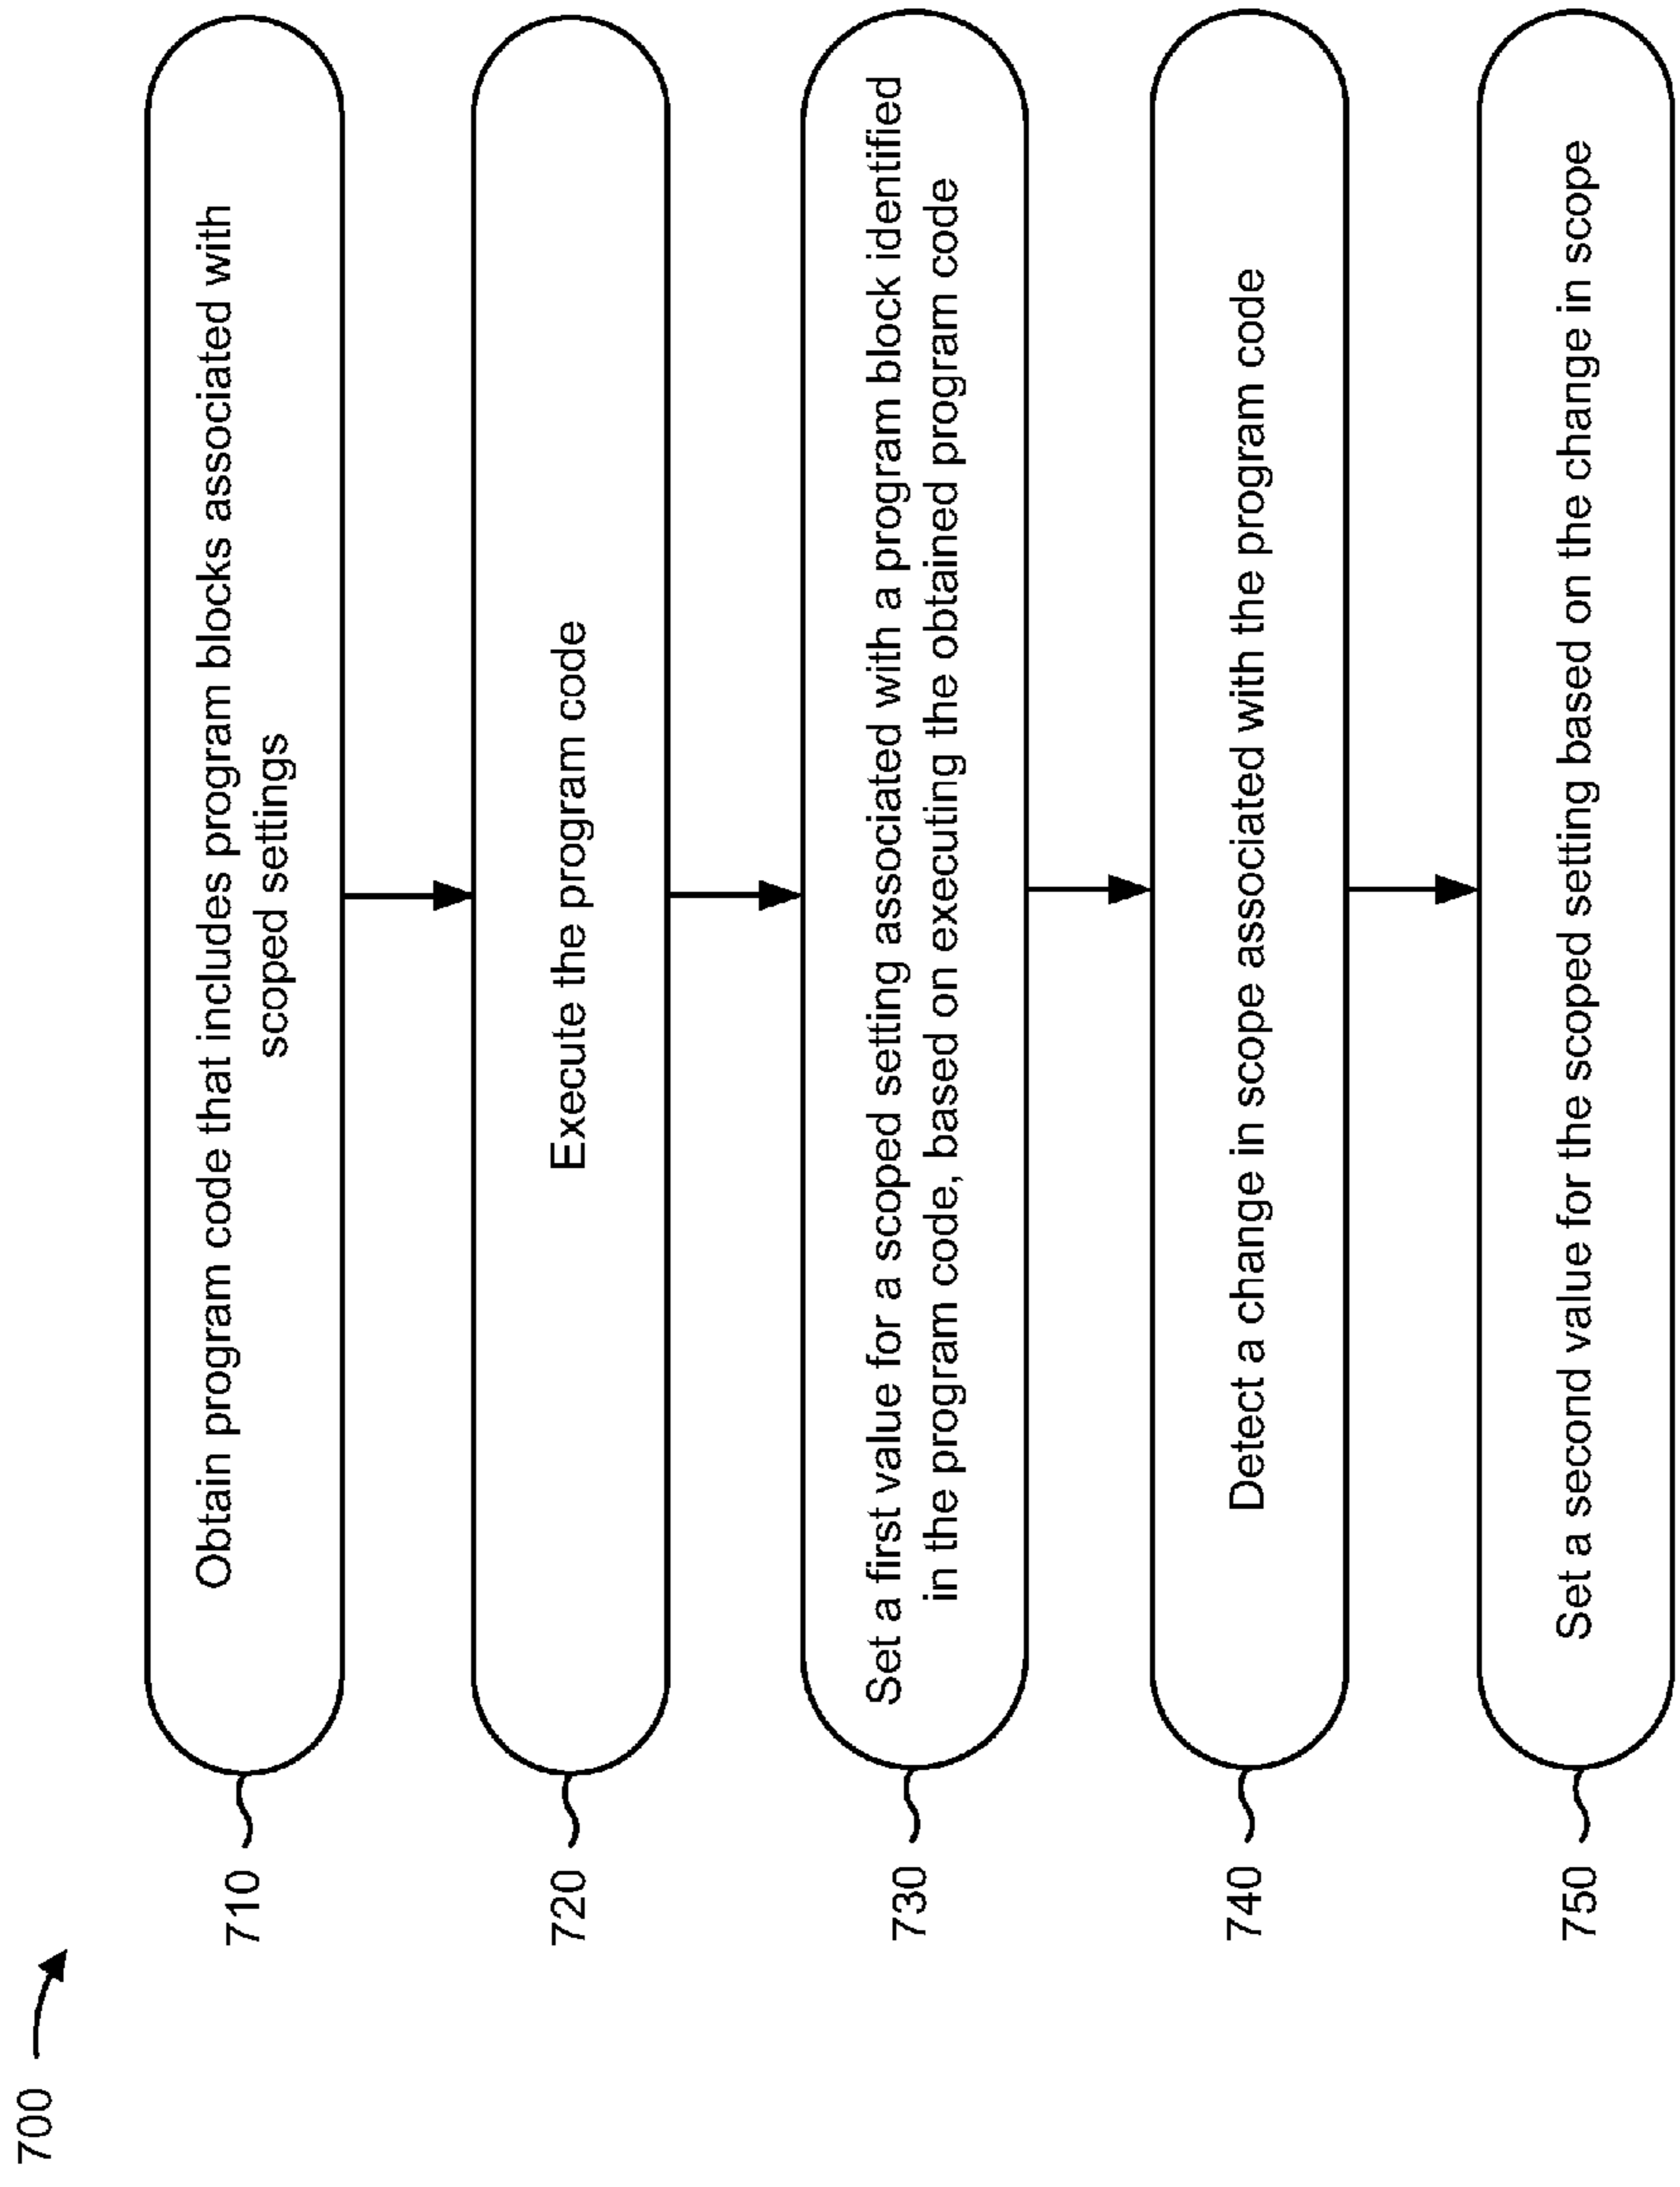 700
710
Obtain program code that includes program blocks associated with
scoped settings
720
Execute the program code
730
Set a first value for a scoped setting associated with a program block identified
in the program code, based on executing the obtained program code
740
Detect a change in scope associated with the program code
750
Set a second value for the scoped setting based on the change in scope